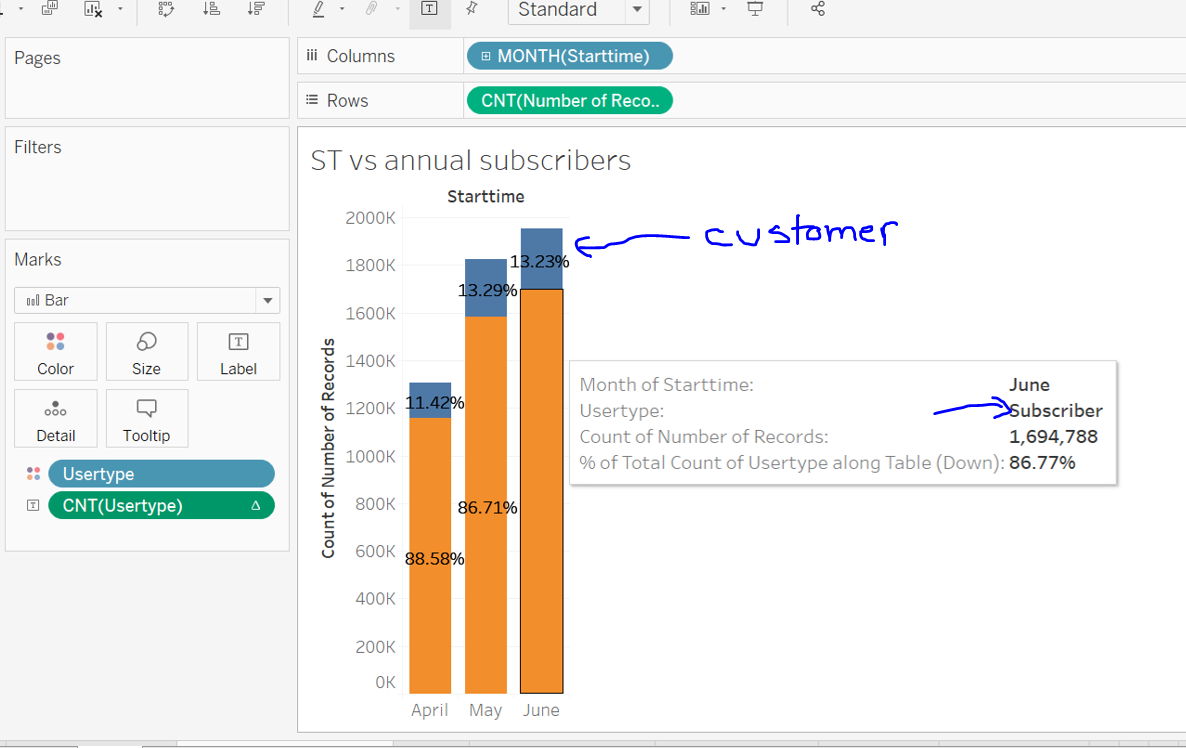 Standard
Pages
iii Columns
MONTH(Starttime)
Rows
CNT(Number of Reco..
Filters
Marks
Bar
Color
Size
Label
Detail
Tooltip
Usertype
CNT(Usertype) Δ
ST vs annual subscribers
Starttime
Count of Number of Records
2000K
1800K
1600K
1400K
1200K
1000K
800K
600K
400K
200K
0K
13.23%
13.29%
11.42%
86.71%
88.58%
April May June
customer
Month of Starttime: June
Usertype: Subscriber
Count of Number of Records: 1,694,788
% of Total Count of Usertype along Table (Down): 86.77%